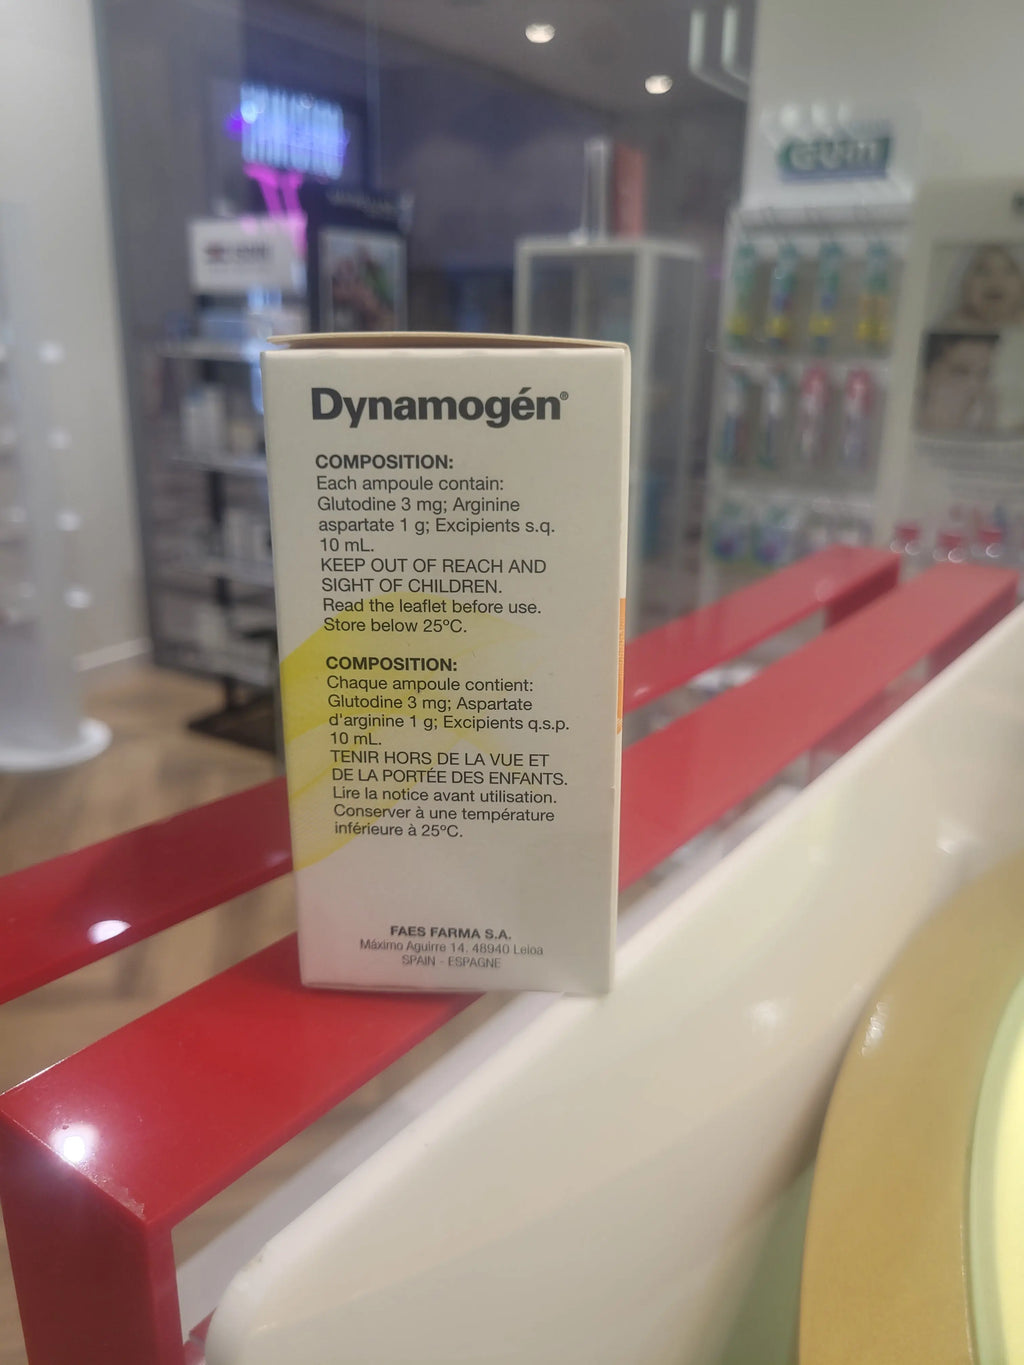 GUM
Dynamogén®
COMPOSITION:
Each ampoule contain:
Glutodine 3 mg; Arginine
aspartate 1 g; Excipients s.q.
10 mL.
KEEP OUT OF REACH AND
SIGHT OF CHILDREN.
Read the leaflet before use.
Store below 25ºC.
COMPOSITION:
Chaque ampoule contient:
Glutodine 3 mg; Aspartate
d'arginine 1 g; Excipients q.s.p.
10 mL.
TENIR HORS DE LA VUE ET
DE LA PORTÉE DES ENFANTS.
Lire la notice avant utilisation.
Conserver à une température
inférieure à 25ºC.
FAES FARMA S.A.
Máximo Aguirre 14. 48940 Leioa
SPAIN - ESPAGNE